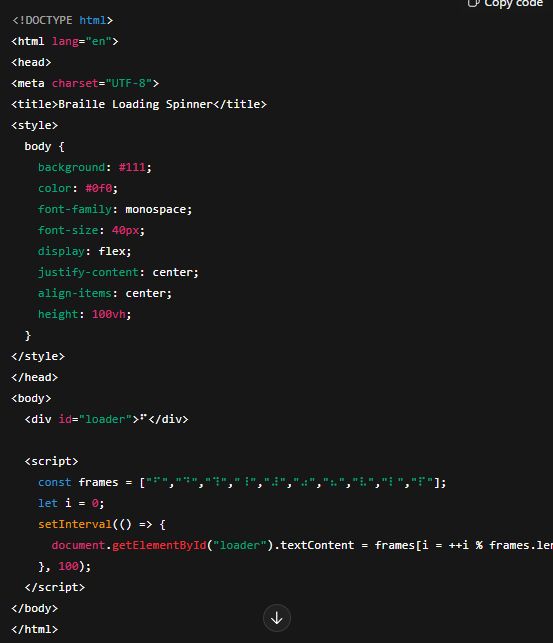 Copy code
<!DOCTYPE html>
<html lang="en">
<head>
<meta charset="UTF-8">
<title>Braille Loading Spinner</title>
<style>
  body {
    background: #111;
    color: #0f0;
    font-family: monospace;
    font-size: 40px;
    display: flex;
    justify-content: center;
    align-items: center;
    height: 100vh;
  }
</style>
</head>
<body>
  <div id="loader">⠋</div>
  <script>
    const frames = ["⠋","⠙","⠹","⠸","⠼","⠴","⠦","⠧","⠇","⠏"];
    let i = 0;
    setInterval(() => {
      document.getElementById("loader").textContent = frames[i = ++i % frames.len
    }, 100);
  </script>
</body>
</html>